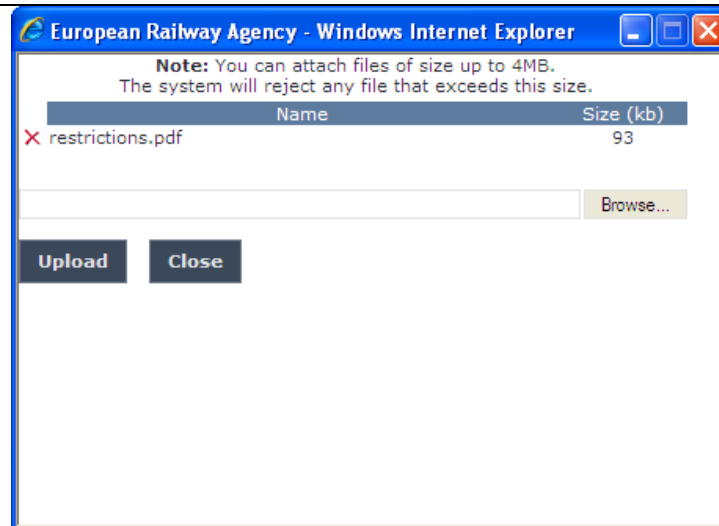 European Railway Agency - Windows Internet Explorer
Note: You can attach files of size up to 4MB.
The system will reject any file that exceeds this size.
Name Size (kb)
restrictions.pdf 93
Browse...
Upload Close